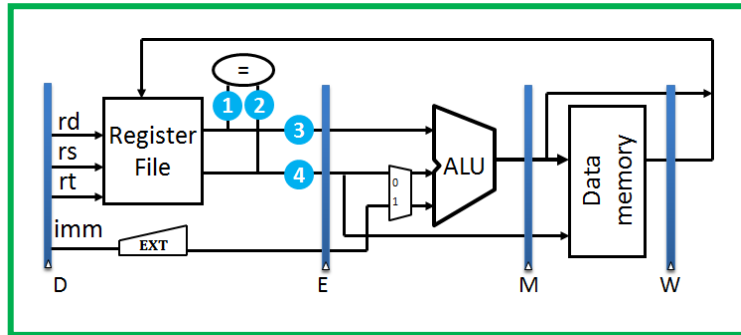 =
1 2
rd
3
Register
File
rs
rt
4
0
1
ALU
Data
memory
imm
EXT
D
E
M
W